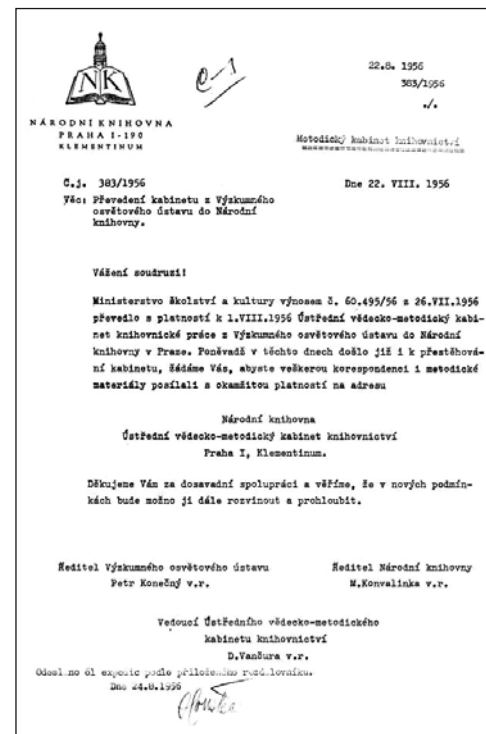 NK
NÁRODNÍ KNIHOVNA
PRAHA I-190
KLEMENTINUM
22.8. 1956
383/1956
./.
Metodický kabinet knihovnictví
Č.j. 383/1956
Dne 22. VIII. 1956
Věc: Převedení kabinetu z Výzkumného
osvětového ústavu do Národní
knihovny.
Vážení soudruzi!
Ministerstvo školství a kultury výnosem č. 60.495/56 z 26.VII.1956
převedlo s platností k 1.VIII.1956 Ústřední vědecko-metodický kabi-
net knihovnické práce z Výzkumného osvětového ústavu do Národní
knihovny v Praze. Poněvadž v těchto dnech došlo již i k přestěhová-
ní kabinetu, žádáme Vás, abyste veškerou korespondenci i metodické
materiály posílali s okamžitou platností na adresu
Národní knihovna
Ústřední vědecko-metodický kabinet knihovnictví
Praha I, Klementinum.
Děkujeme Vám za dosavadní spolupráci a věříme, že v nových podmín-
kách bude možno ji dále rozvinout a prohloubit.
Ředitel Výzkumného osvětového ústavu
Petr Konečný v.r.
Ředitel Národní knihovny
M.Konvalinka v.r.
Vedoucí Ústředního vědecko-metodického
kabinetu knihovnictví
D.Vančura v.r.
Odesláno 61 expedic podle přiloženého rozdělovníku.
Dne 24.8.1956